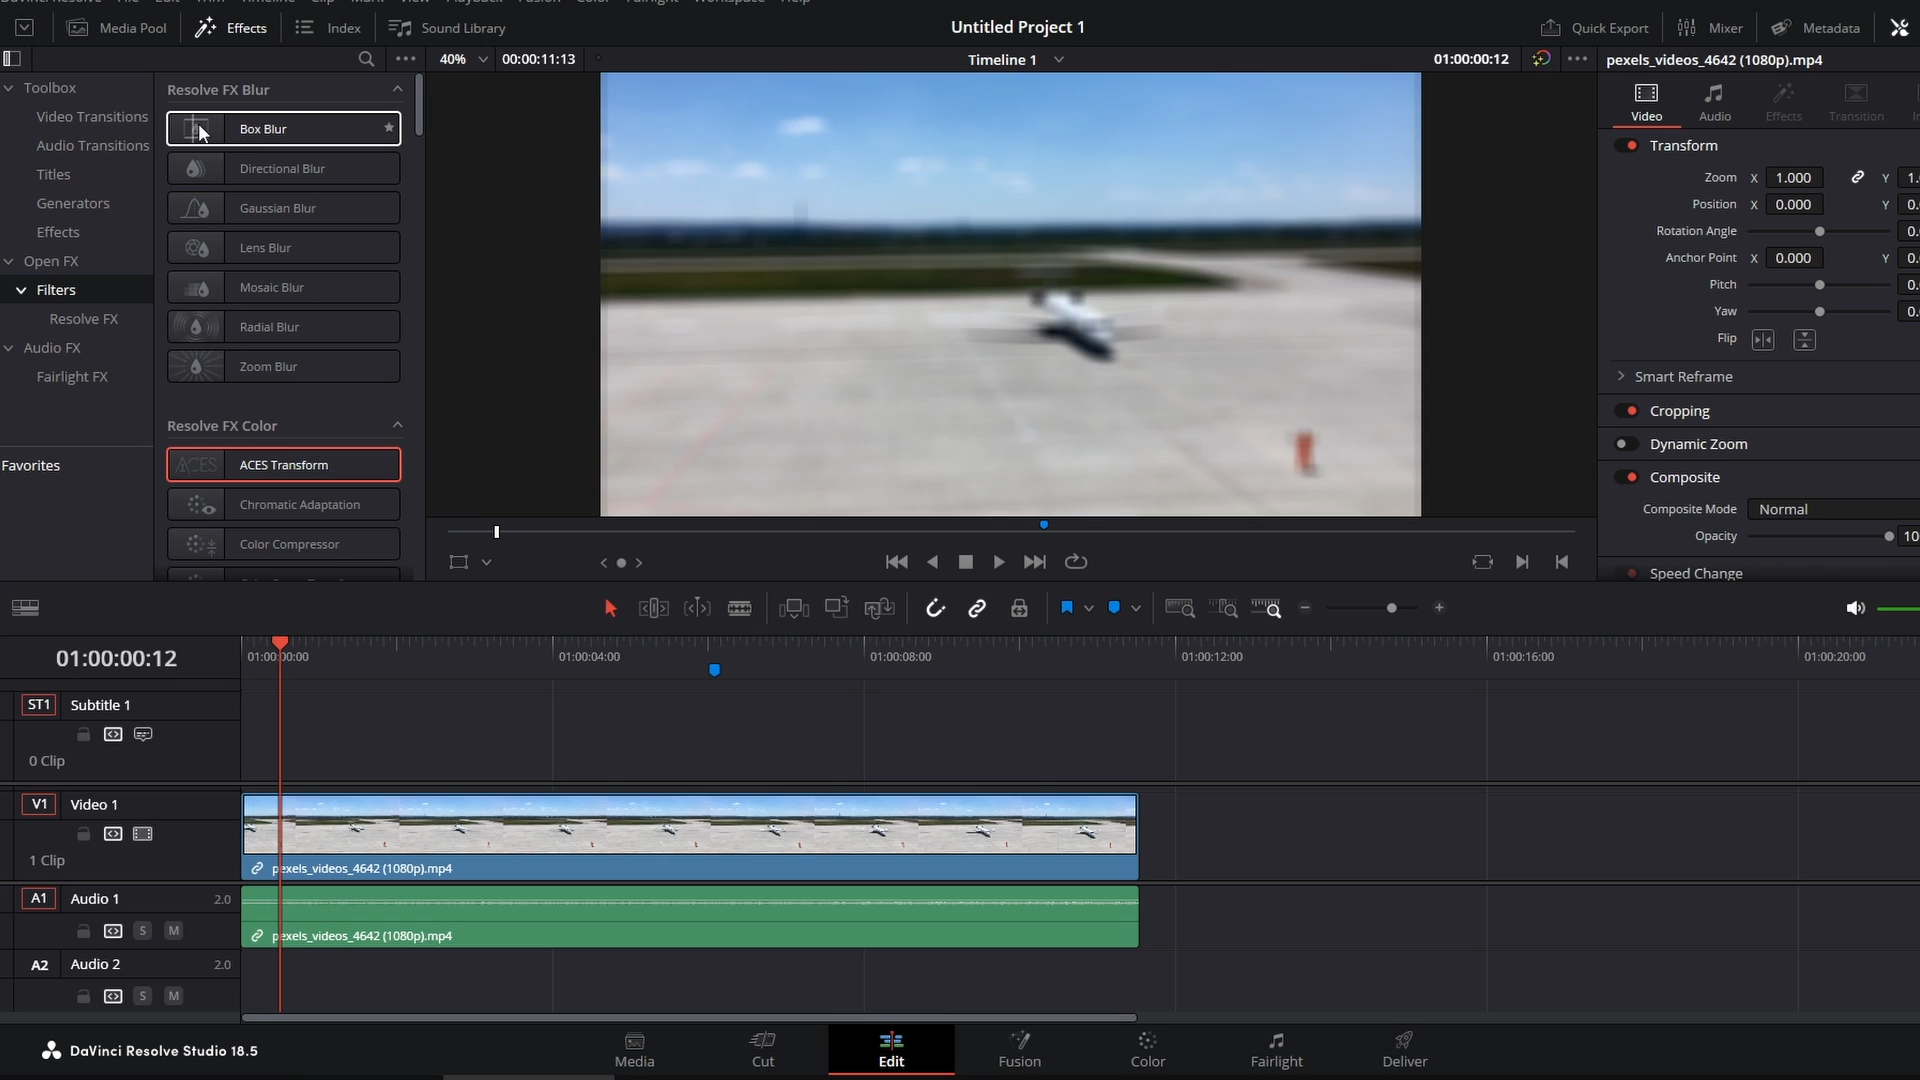 Media Pool
Effects
Index
Sound Library
Untitled Project 1
Quick Export
Mixer
Metadata
40%
00:00:11:13
Timeline 1
01:00:00:12
pexels_videos_4642 (1080p).mp4
Toolbox
Video Transitions
Audio Transitions
Titles
Generators
Effects
Open FX
Filters
Resolve FX
Audio FX
Fairlight FX
Favorites
Resolve FX Blur
Box Blur
Directional Blur
Gaussian Blur
Lens Blur
Mosaic Blur
Radial Blur
Zoom Blur
Resolve FX Color
ACES Transform
Chromatic Adaptation
Color Compressor
Video
Audio
Effects
Transition
Transform
Zoom X 1.000 Y 1.
Position X 0.000 Y 0.
Rotation Angle 0.
Anchor Point X 0.000 Y 0.
Pitch 0.
Yaw 0.
Flip
Smart Reframe
Cropping
Dynamic Zoom
Composite
Composite Mode Normal
Opacity 10
Speed Change
01:00:00:12
01:00:00:00
01:00:04:00
01:00:08:00
01:00:12:00
01:00:16:00
01:00:20:00
ST1 Subtitle 1
0 Clip
V1 Video 1
1 Clip
pexels_videos_4642 (1080p).mp4
A1 Audio 1 2.0
S M
pexels_videos_4642 (1080p).mp4
A2 Audio 2 2.0
S M
DaVinci Resolve Studio 18.5
Media
Cut
Edit
Fusion
Color
Fairlight
Deliver